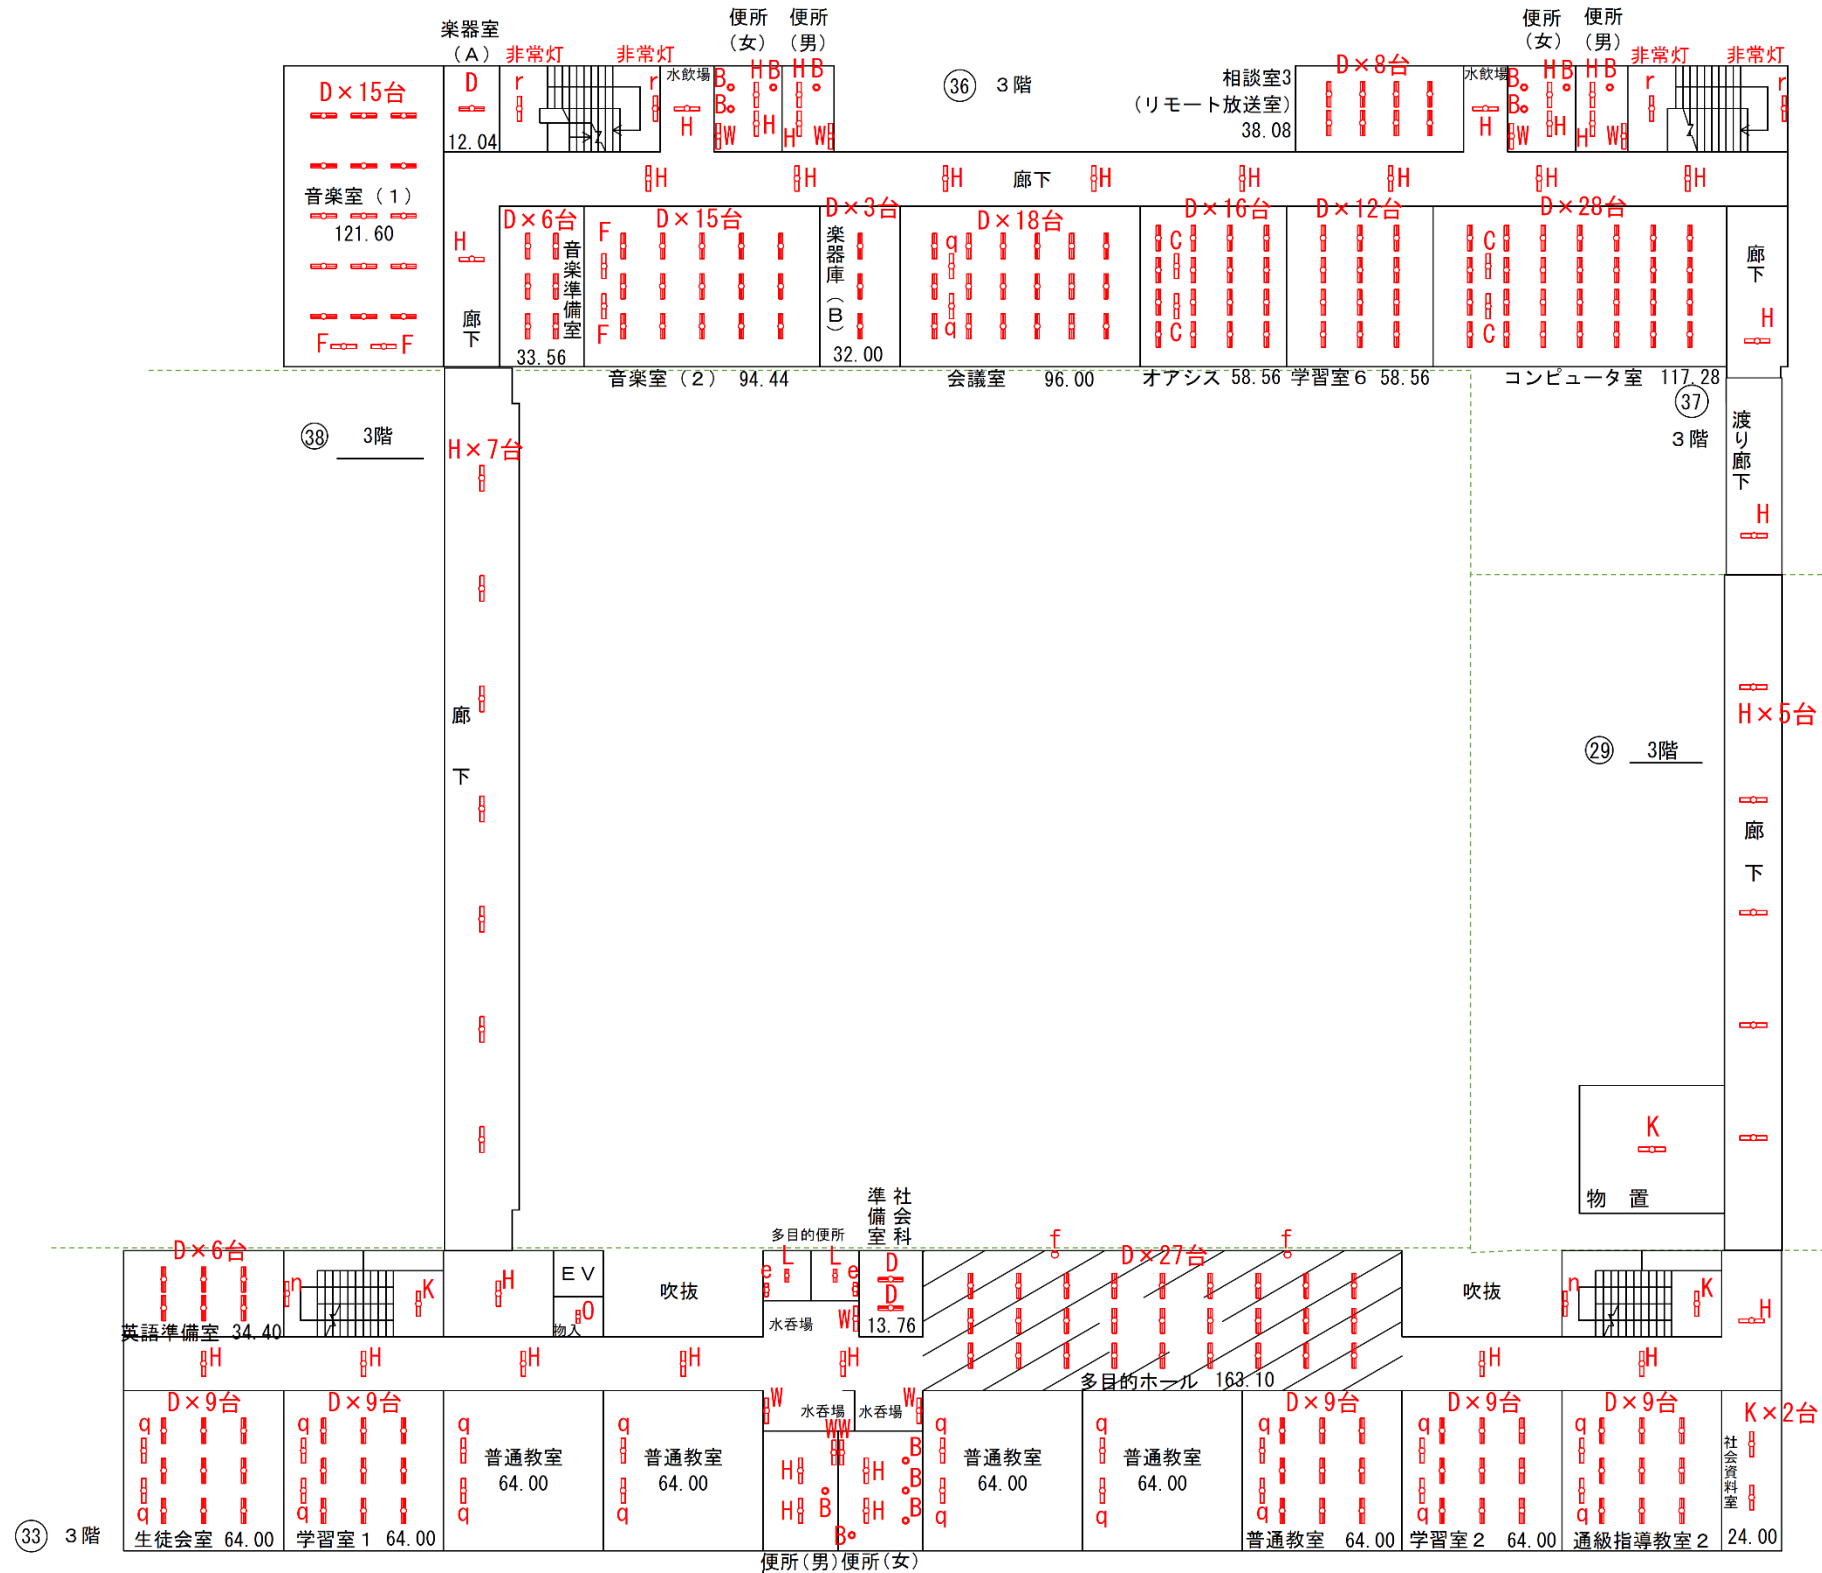 楽器室
（A）
非常灯
非常灯
便所
（女）
便所
（男）
㊱ 3階
相談室3
（リモート放送室）
38.08
D×8台
便所
（女）
便所
（男）
非常灯
非常灯
D×15台
音楽室（1）
121.60
F
F
D
12.04
r
r
水飲場
H
B
B
W
H
B
H
H
B
H
W
水飲場
H
B
B
W
H
B
H
H
B
H
W
r
r
H
H
H
廊下
H
H
H
H
H
H
廊下
D×6台
音楽準備室
33.56
D×15台
F
F
音楽室（2） 94.44
D×3台
楽器庫（B）
32.00
D×18台
q
q
会議室 96.00
D×16台
C
C
オアシス 58.56
D×12台
学習室6 58.56
D×28台
C
C
コンピュータ室 117.28
廊下
H
㊲
3階
渡り廊下
H
㊳ 3階
H×7台
廊下
H×5台
㉙ 3階
廊下
K
物置
D×6台
英語準備室 34.40
n
K
H
EV
O
物入
吹抜
多目的便所
e
L
L
e
水呑場
W
社会科
準備室
D
D
13.76
f
f
D×27台
多目的ホール 163.10
吹抜
n
K
H
H
H
H
H
H
H
H
D×9台
q
q
生徒会室 64.00
D×9台
q
q
学習室1 64.00
q
q
普通教室
64.00
q
q
普通教室
64.00
W
水呑場
水呑場
W
W
W
H
H
B
B
H
H
B
B
B
便所(男)
便所(女)
q
q
普通教室
64.00
q
q
普通教室
64.00
D×9台
q
q
普通教室 64.00
D×9台
q
q
学習室2 64.00
D×9台
q
q
通級指導教室2
K×2台
社会資料室
24.00
㉝ 3階